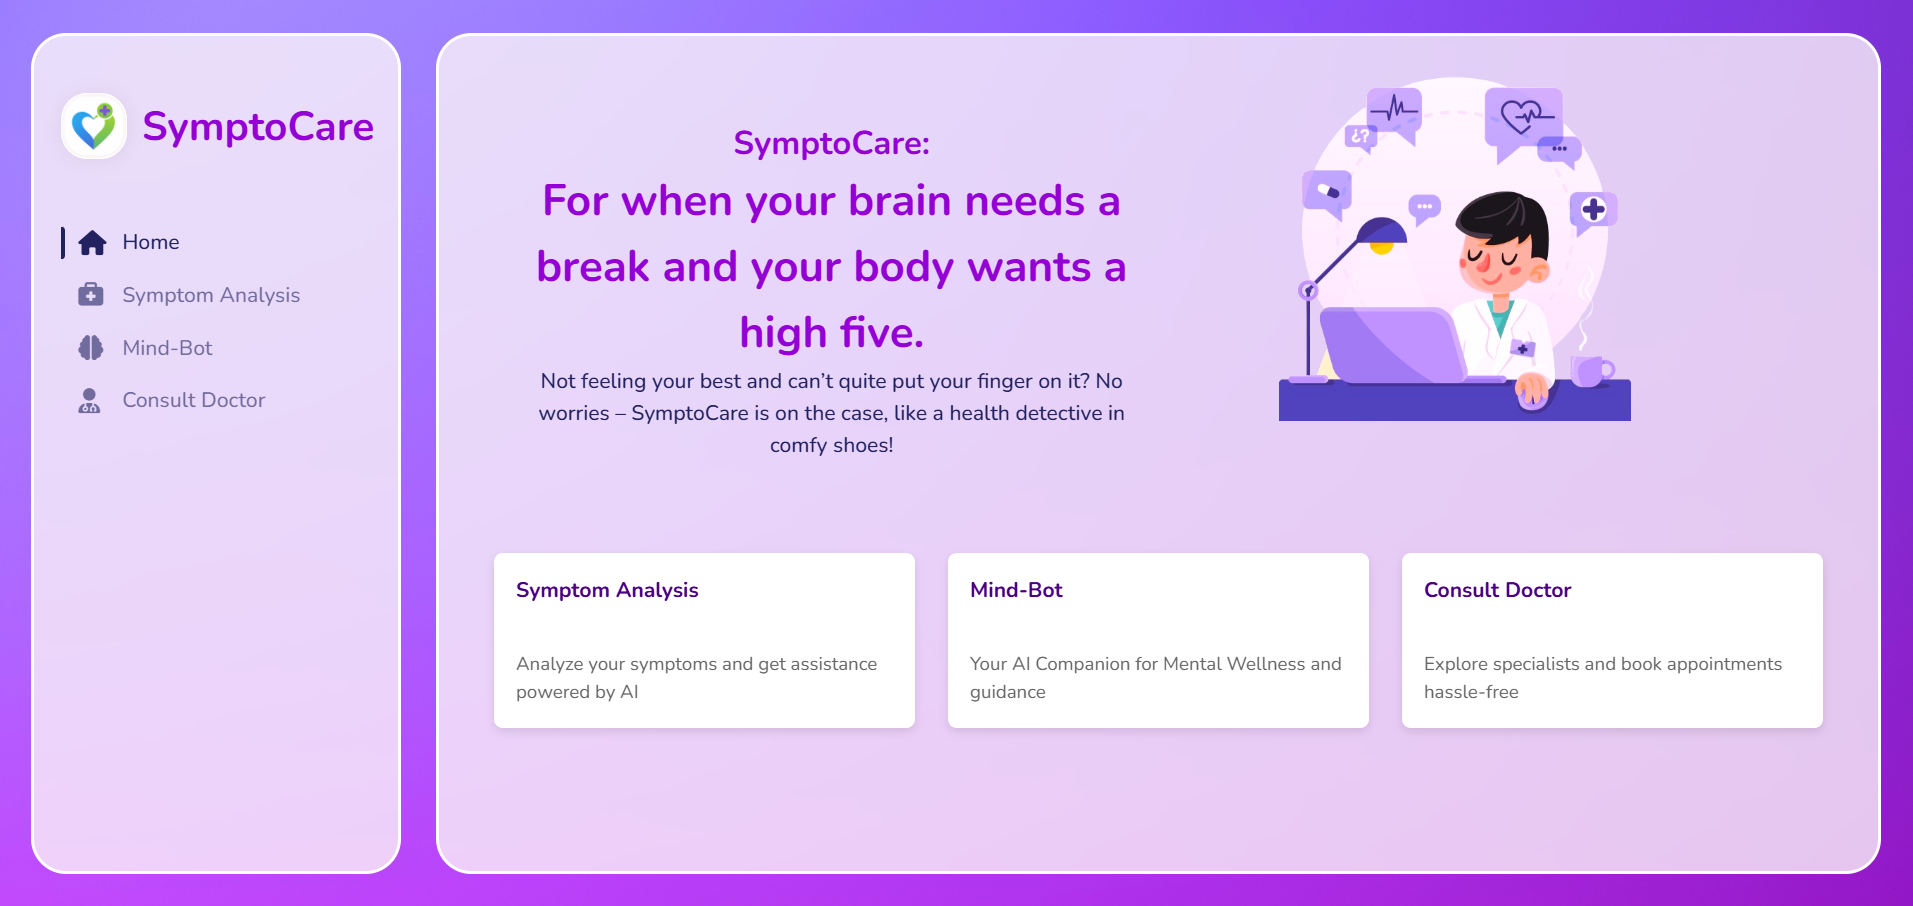 SymptoCare
Home
Symptom Analysis
Mind-Bot
Consult Doctor
SymptoCare:
For when your brain needs a
break and your body wants a
high five.
Not feeling your best and can’t quite put your finger on it? No
worries – SymptoCare is on the case, like a health detective in
comfy shoes!
¿?
Symptom Analysis
Analyze your symptoms and get assistance
powered by AI
Mind-Bot
Your AI Companion for Mental Wellness and
guidance
Consult Doctor
Explore specialists and book appointments
hassle-free